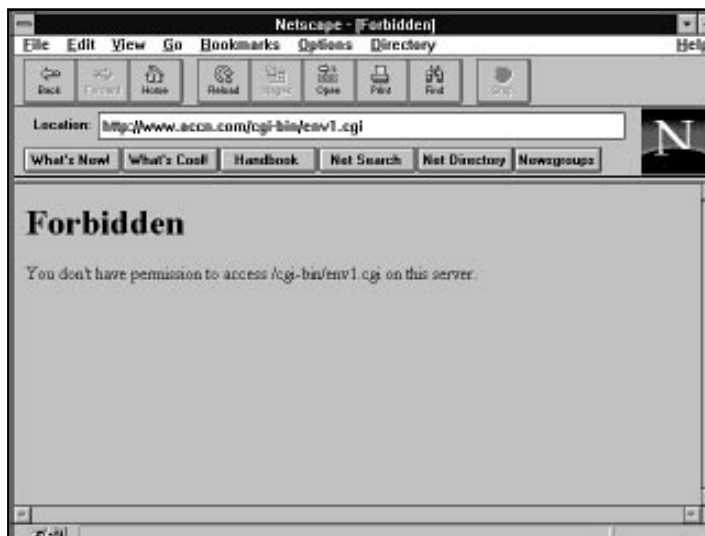 Netscape - [Forbidden]
File Edit View Go Bookmarks Options Directory Help
Back Forward Home Reload Images Open Print Find Stop
Location: http://www.accn.com/cgi-bin/env1.cgi
What's New! What's Cool! Handbook Net Search Net Directory Newsgroups
N
Forbidden
You don't have permission to access /cgi-bin/env1.cgi on this server.